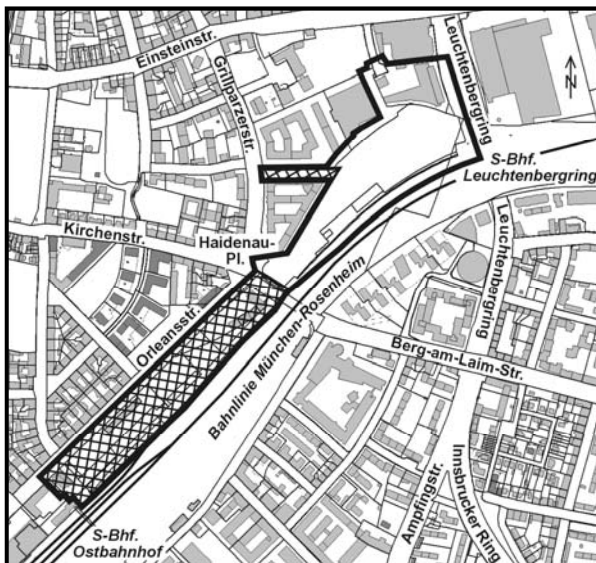 Einsteinstr.
Grillparzerstr.
Leuchtenbergring
N
S-Bhf.
Leuchtenbergring
Kirchenstr.
Haidenau-
Pl.
Leuchtenbergring
Orleansstr.
Bahnlinie München-Rosenheim
Berg-am-Laim-Str.
Ampfingstr.
Innsbrucker Ring
S-Bhf.
Ostbahnhof